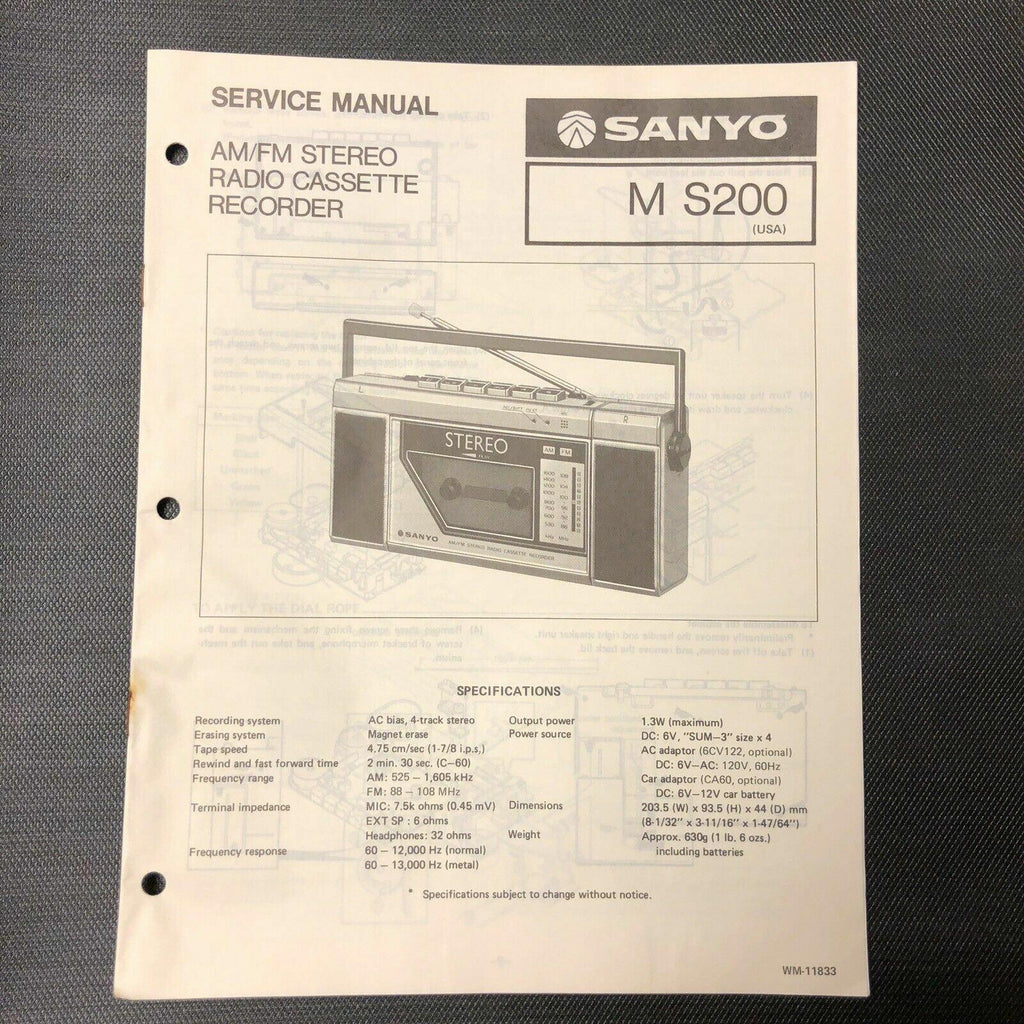 SERVICE MANUAL
AM/FM STEREO
RADIO CASSETTE
RECORDER
SANYO
M S200
(USA)
R
STEREO
AM FM
SANYO
AM/FM STEREO RADIO CASSETTE RECORDER
kHz MHz
TO APPLY THE DIAL ROPE
SPECIFICATIONS
Recording system AC bias, 4-track stereo
Erasing system Magnet erase
Tape speed 4.75 cm/sec (1-7/8 i.p.s,)
Rewind and fast forward time 2 min. 30 sec. (C–60)
Frequency range AM: 525 – 1,605 kHz
FM: 88 – 108 MHz
Terminal impedance MIC: 7.5k ohms (0.45 mV)
EXT SP : 6 ohms
Headphones: 32 ohms
Frequency response 60 – 12,000 Hz (normal)
60 – 13,000 Hz (metal)
Output power 1.3W (maximum)
Power source DC: 6V, "SUM–3" size x 4
AC adaptor (6CV122, optional)
DC: 6V–AC: 120V, 60Hz
Car adaptor (CA60, optional)
DC: 6V–12V car battery
Dimensions 203.5 (W) x 93.5 (H) x 44 (D) mm
(8-1/32" x 3-11/16" x 1-47/64")
Weight Approx. 630g (1 lb. 6 ozs.)
including batteries
* Specifications subject to change without notice.
WM-11833